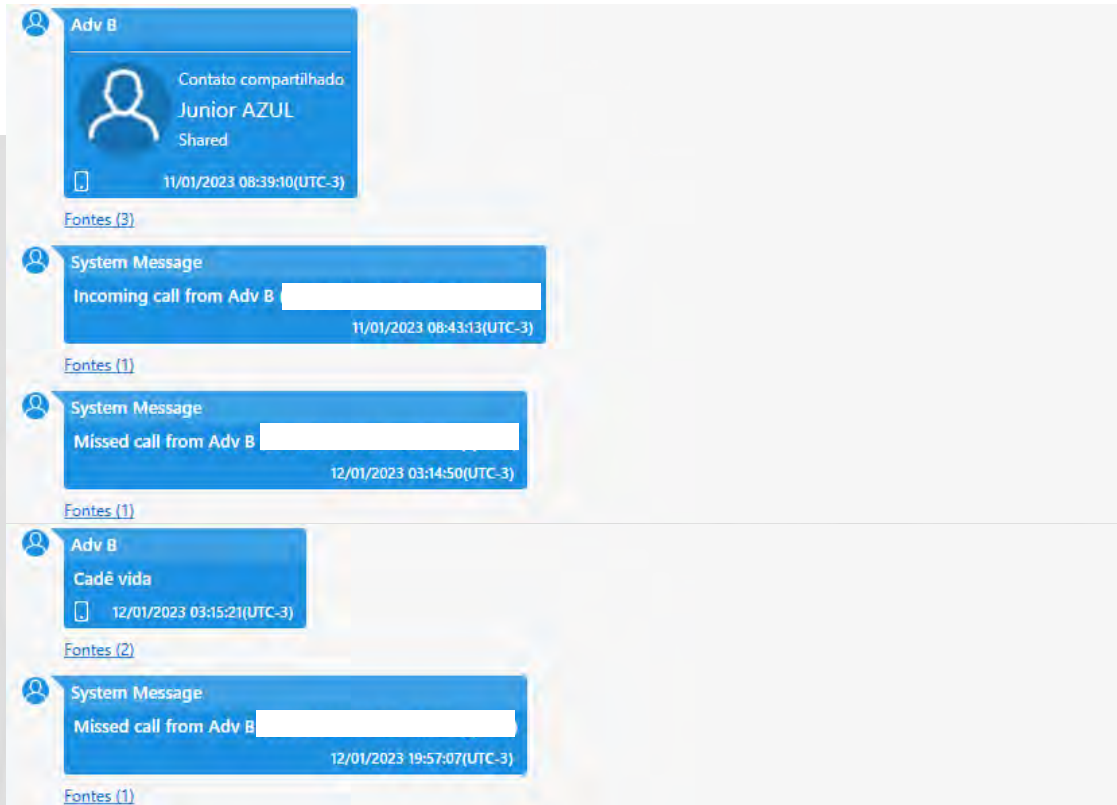 Adv B
Contato compartilhado
Junior AZUL
Shared
11/01/2023 08:39:10(UTC-3)
Fontes (3)
System Message
Incoming call from Adv B (
11/01/2023 08:43:13(UTC-3)
Fontes (1)
System Message
Missed call from Adv B
12/01/2023 03:14:50(UTC-3)
Fontes (1)
Adv B
Cadê vida
12/01/2023 03:15:21(UTC-3)
Fontes (2)
System Message
Missed call from Adv B )
12/01/2023 19:57:07(UTC-3)
Fontes (1)